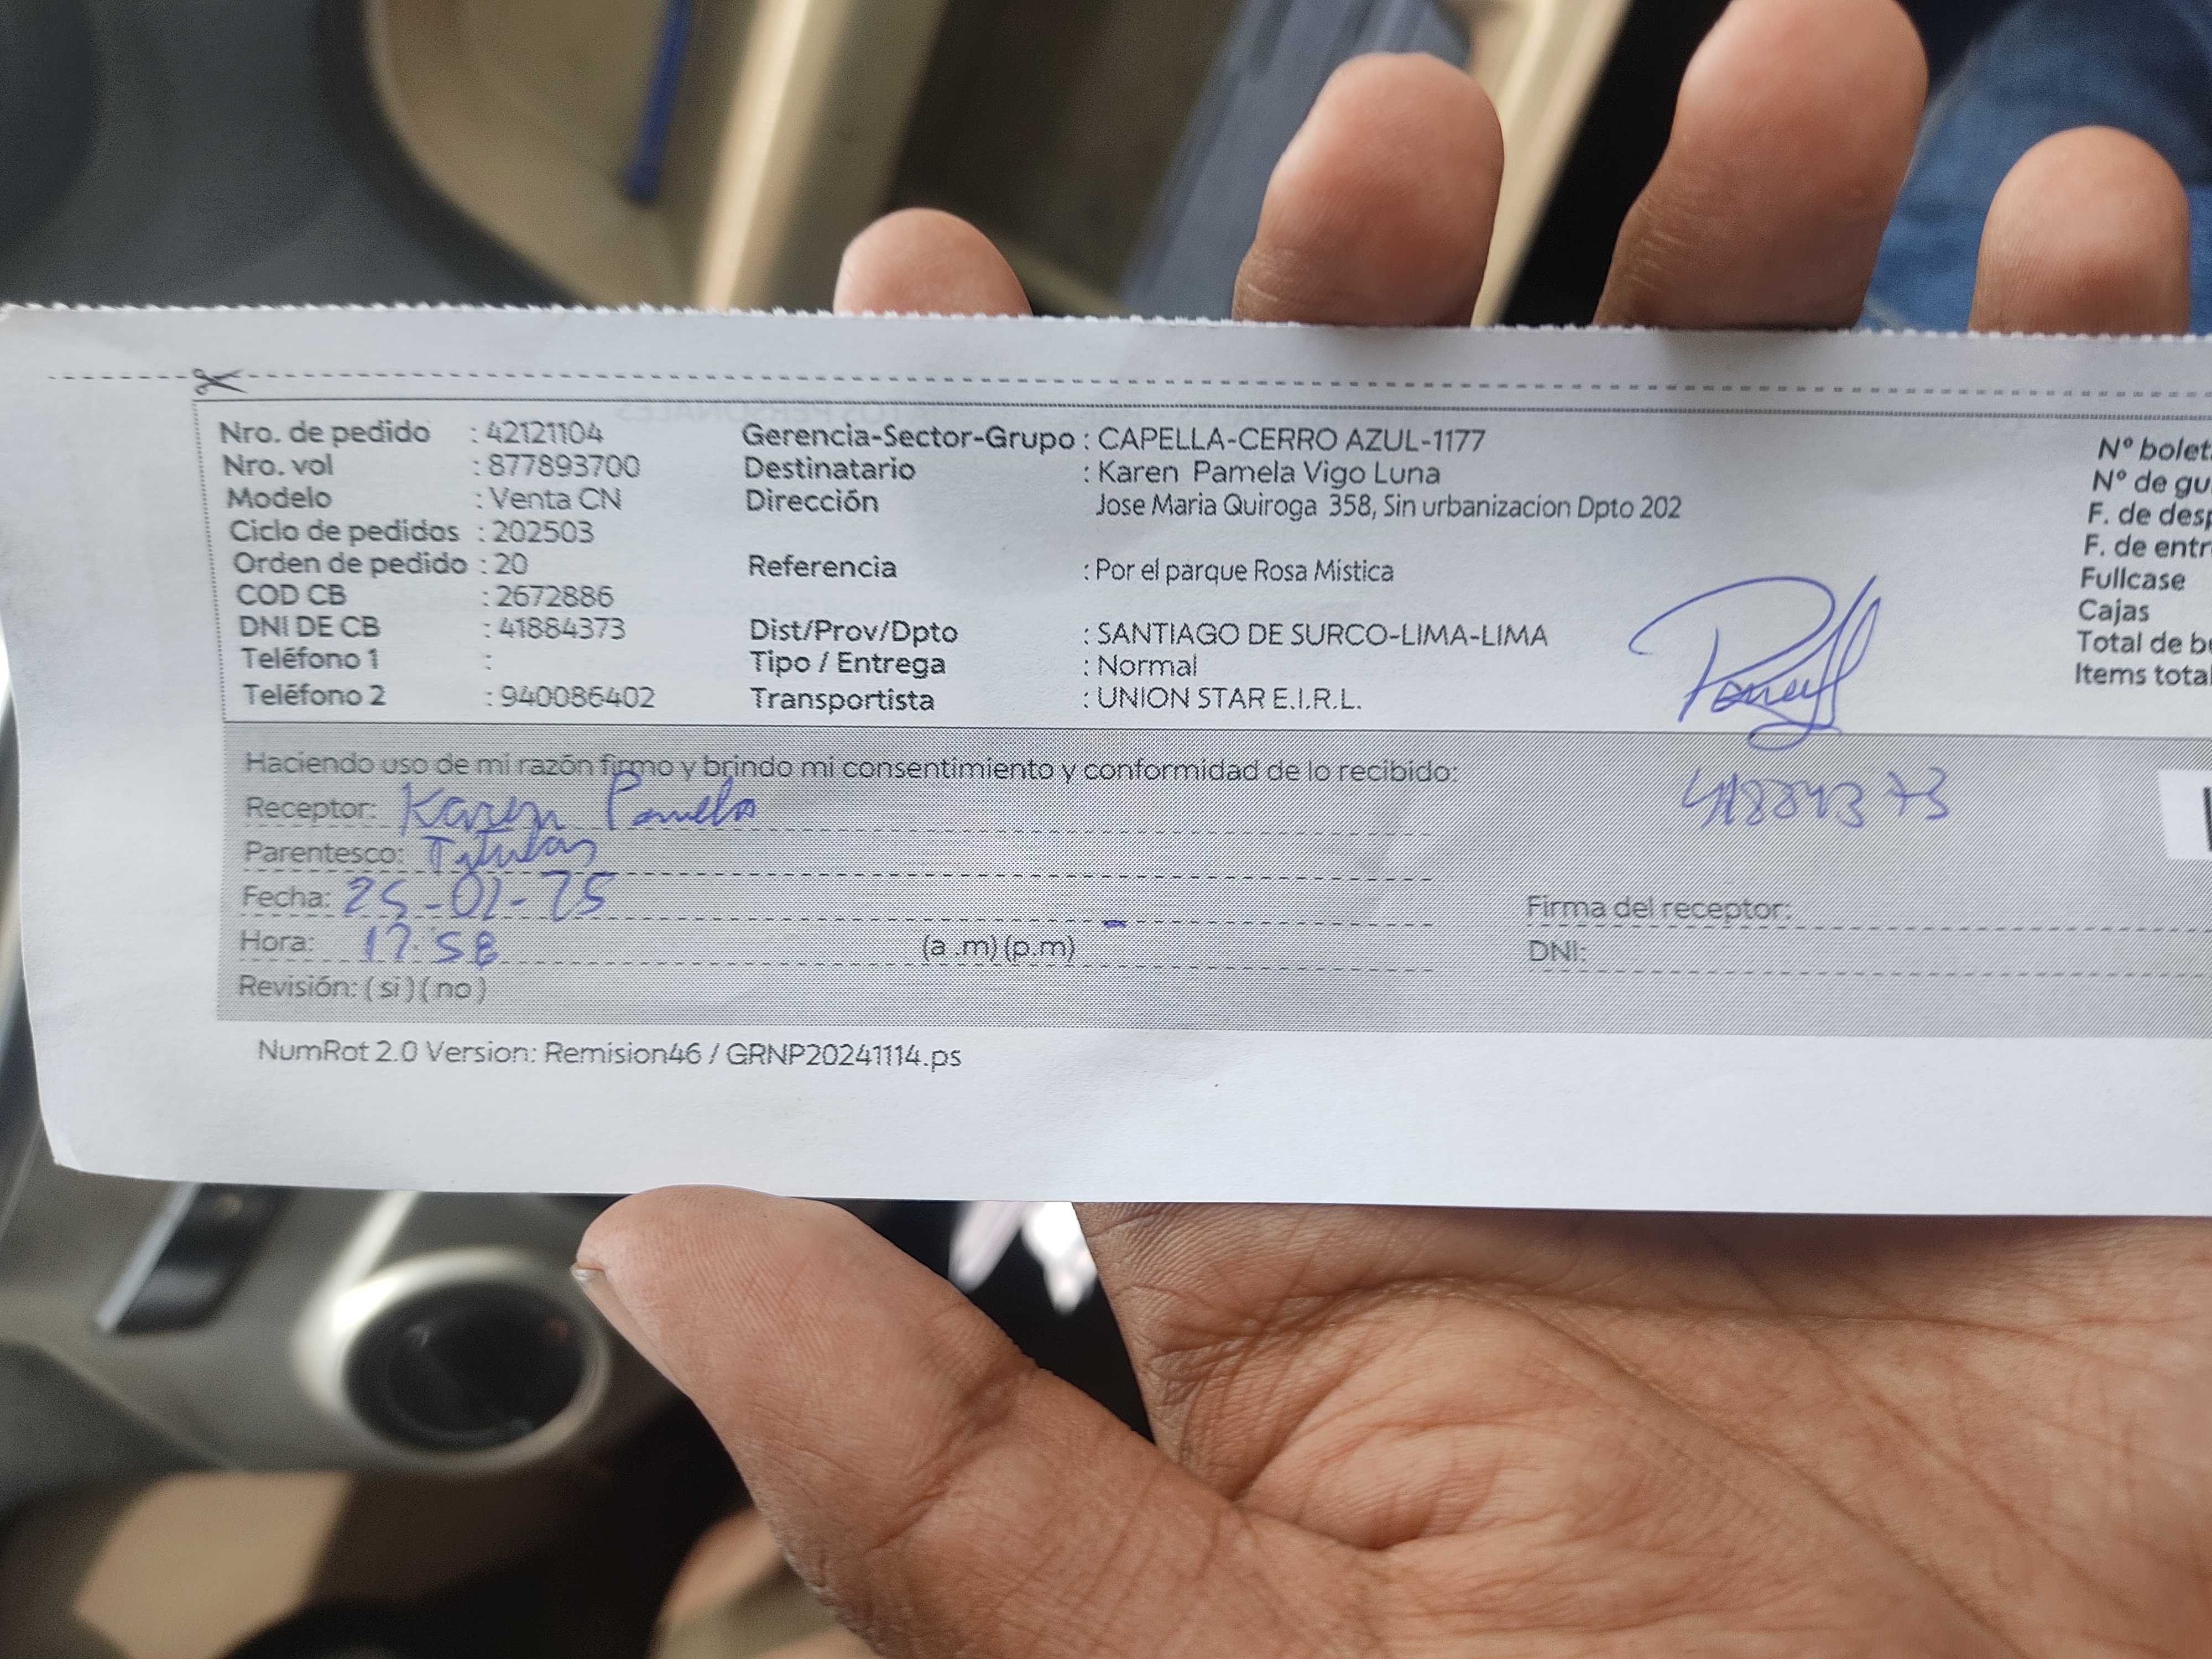 Nro. de pedido : 42121104 Gerencia-Sector-Grupo : CAPELLA-CERRO AZUL-1177 Nº bolet
Nro. vol : 877893700 Destinatario : Karen Pamela Vigo Luna Nº de gu
Modelo : Venta CN Dirección Jose Maria Quiroga 358, Sin urbanizacion Dpto 202 F. de desp
Ciclo de pedidos : 202503 F. de entr
Orden de pedido : 20 Referencia : Por el parque Rosa Mistica Fullcase
COD CB : 2672886 Cajas
DNI DE CB : 41884373 Dist/Prov/Dpto : SANTIAGO DE SURCO-LIMA-LIMA Total de bu
Teléfono 1 : Tipo / Entrega : Normal Items total
Teléfono 2 : 940086402 Transportista : UNION STAR E.I.R.L.
Haciendo uso de mi razón firmo y brindo mi consentimiento y conformidad de lo recibido:
Receptor: Karen Pamela 41884373
Parentesco: Titular
Fecha: 25-01-25 Firma del receptor:
Hora: 17:58 (a .m) (p.m) DNI:
Revisión: ( si ) ( no )
NumRot 2.0 Version: Remision46 / GRNP20241114.ps